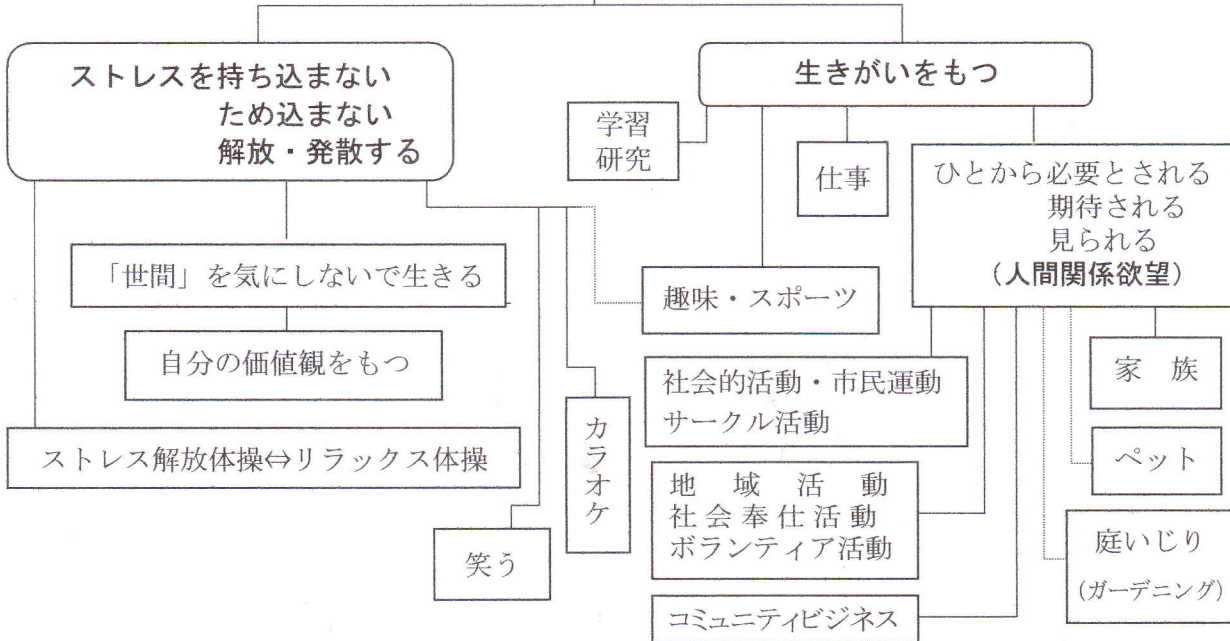 ストレスを持ち込まない
ため込まない
解放・発散する
「世間」を気にしないで生きる
自分の価値観をもつ
ストレス解放体操⇔リラックス体操
笑う
カラオケ
生きがいをもつ
学習
研究
趣味・スポーツ
仕事
ひとから必要とされる
期待される
見られる
(人間関係欲望)
社会的活動・市民運動
サークル活動
地域活動
社会奉仕活動
ボランティア活動
コミュニティビジネス
家族
ペット
庭いじり
(ガーデニング)